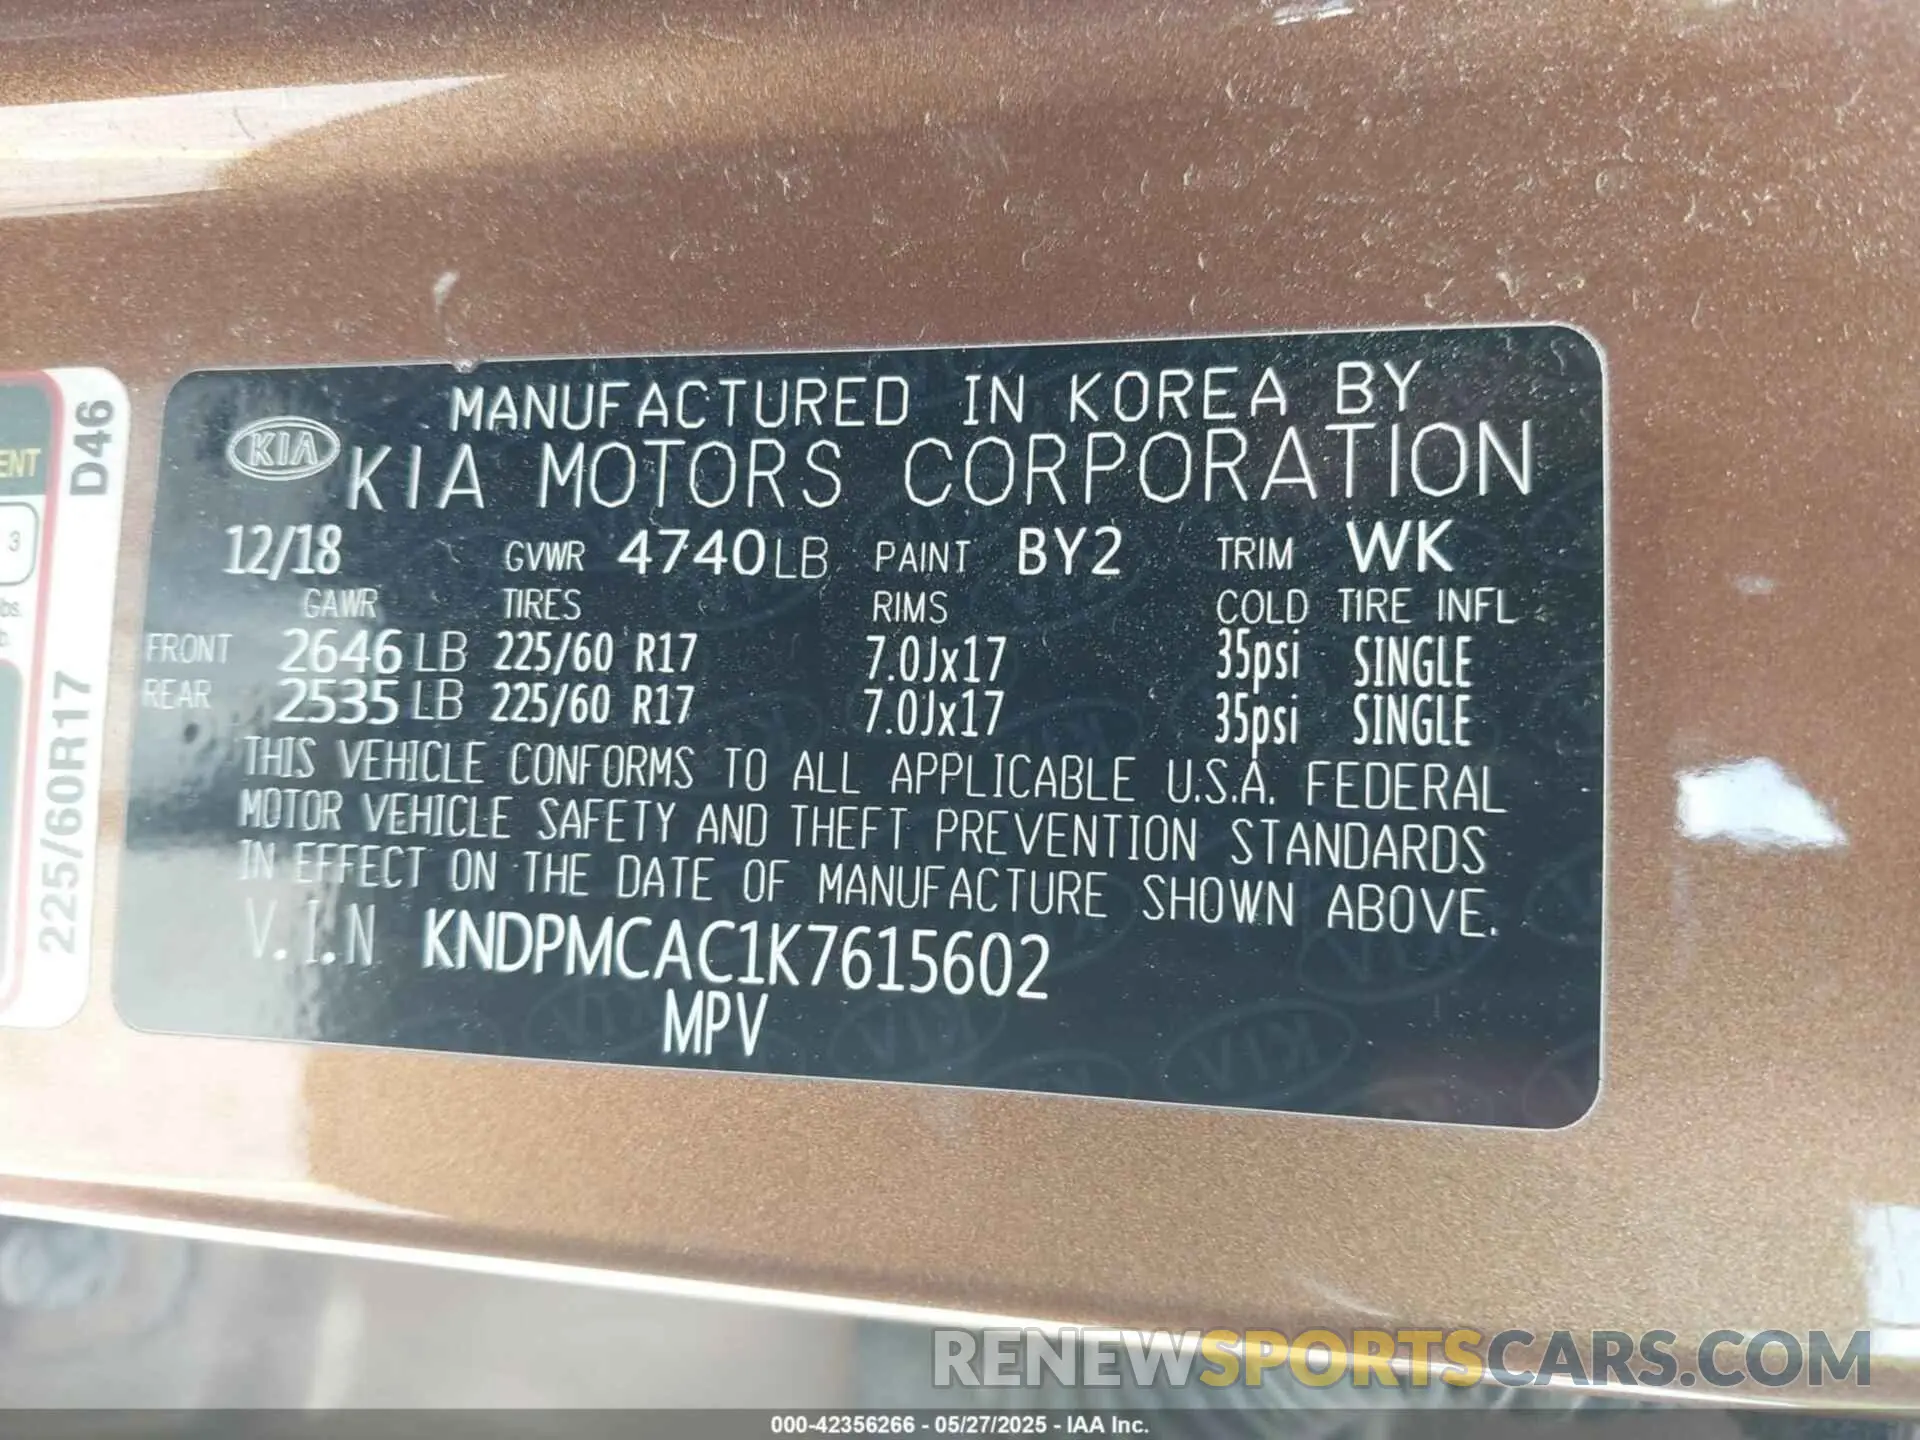 MANUFACTURED IN KOREA BY
KIA KIA MOTORS CORPORATION
12/18 GVWR 4740LB PAINT BY2 TRIM WK
GAWR TIRES RIMS COLD TIRE INFL
FRONT 2646LB 225/60 R17 7.0Jx17 35psi SINGLE
REAR 2535LB 225/60 R17 7.0Jx17 35psi SINGLE
THIS VEHICLE CONFORMS TO ALL APPLICABLE U.S.A. FEDERAL
MOTOR VEHICLE SAFETY AND THEFT PREVENTION STANDARDS
IN EFFECT ON THE DATE OF MANUFACTURE SHOWN ABOVE.
V.I.N KNDPMCAC1K7615602
MPV
225/60R17 D46
3
RENEWSPORTSCARS.COM
000-42356266 - 05/27/2025 - IAA Inc.